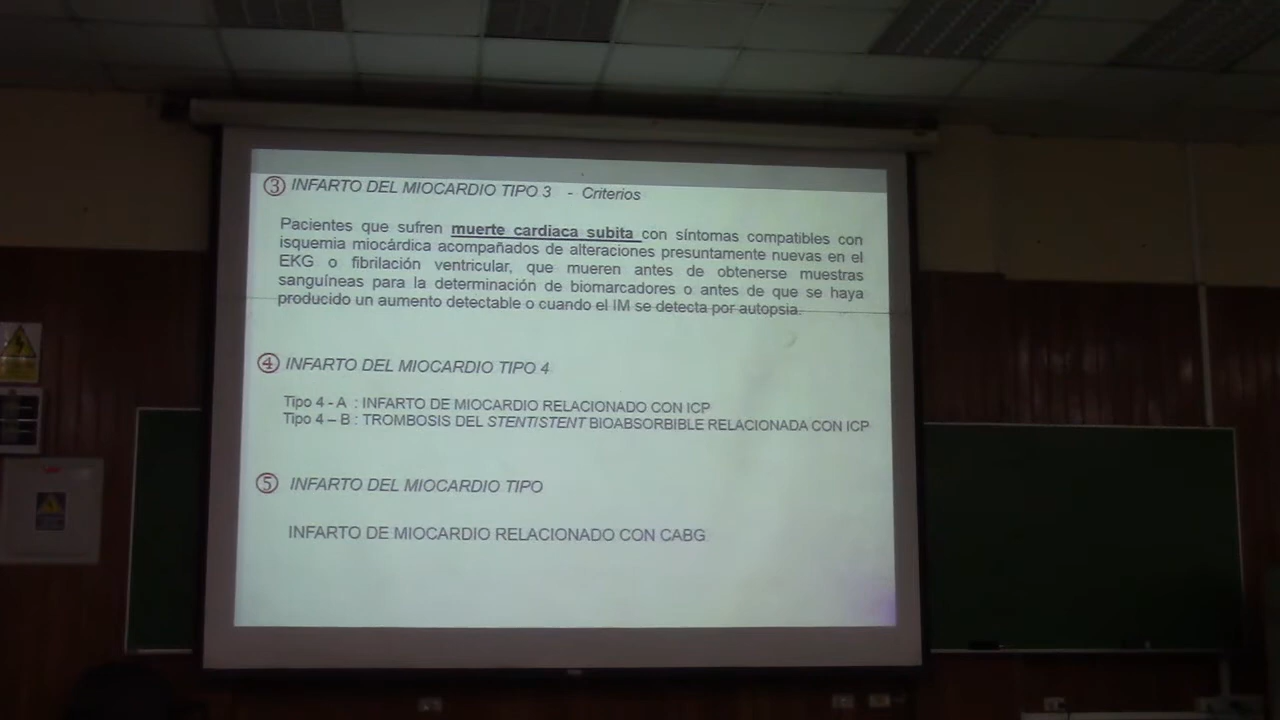 ③ INFARTO DEL MIOCARDIO TIPO 3 - Criterios
Pacientes que sufren muerte cardiaca subita con síntomas compatibles con
isquemia miocárdica acompañados de alteraciones presuntamente nuevas en el
EKG o fibrilación ventricular, que mueren antes de obtenerse muestras
sanguíneas para la determinación de biomarcadores o antes de que se haya
producido un aumento detectable o cuando el IM se detecta por autopsia.
④ INFARTO DEL MIOCARDIO TIPO 4
Tipo 4 - A : INFARTO DE MIOCARDIO RELACIONADO CON ICP
Tipo 4 – B : TROMBOSIS DEL STENT/STENT BIOABSORBIBLE RELACIONADA CON ICP
⑤ INFARTO DEL MIOCARDIO TIPO
INFARTO DE MIOCARDIO RELACIONADO CON CABG